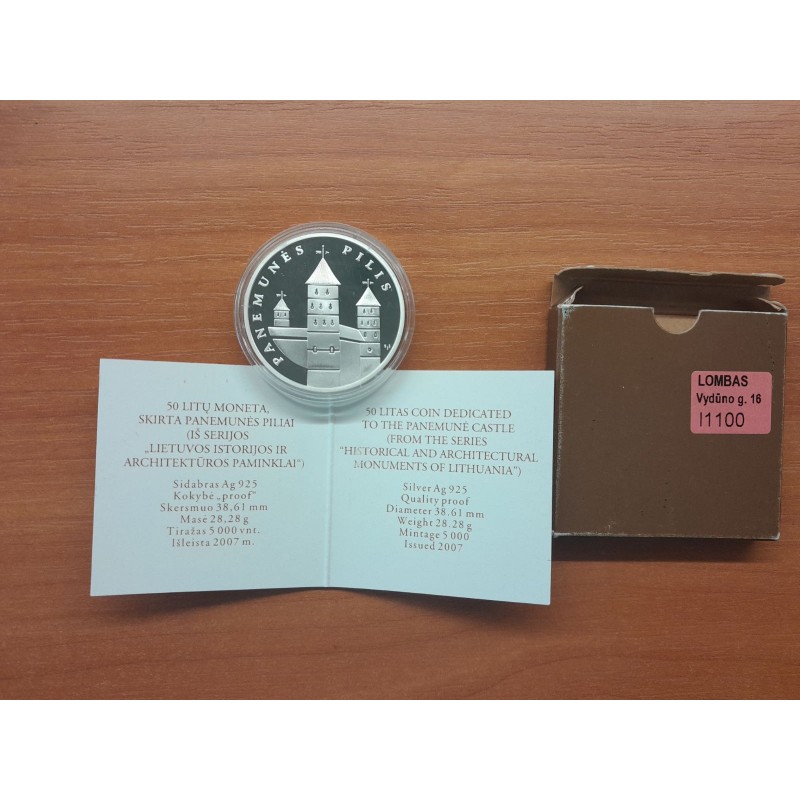 PANEMUNĖS PILIS
50 LITŲ MONETA,
SKIRTA PANEMUNĖS PILIAI
(IŠ SERIJOS
„LIETUVOS ISTORIJOS IR
ARCHITEKTŪROS PAMINKLAI")
Sidabras Ag 925
Kokybė „proof"
Skersmuo 38,61 mm
Masė 28,28 g
Tiražas 5 000 vnt.
Išleista 2007 m.
50 LITAS COIN DEDICATED
TO THE PANEMUNĖ CASTLE
(FROM THE SERIES
"HISTORICAL AND ARCHITECTURAL
MONUMENTS OF LITHUANIA")
Silver Ag 925
Quality proof
Diameter 38.61 mm
Weight 28.28 g
Mintage 5 000
Issued 2007
LOMBAS
Vydūno g. 16
I1100